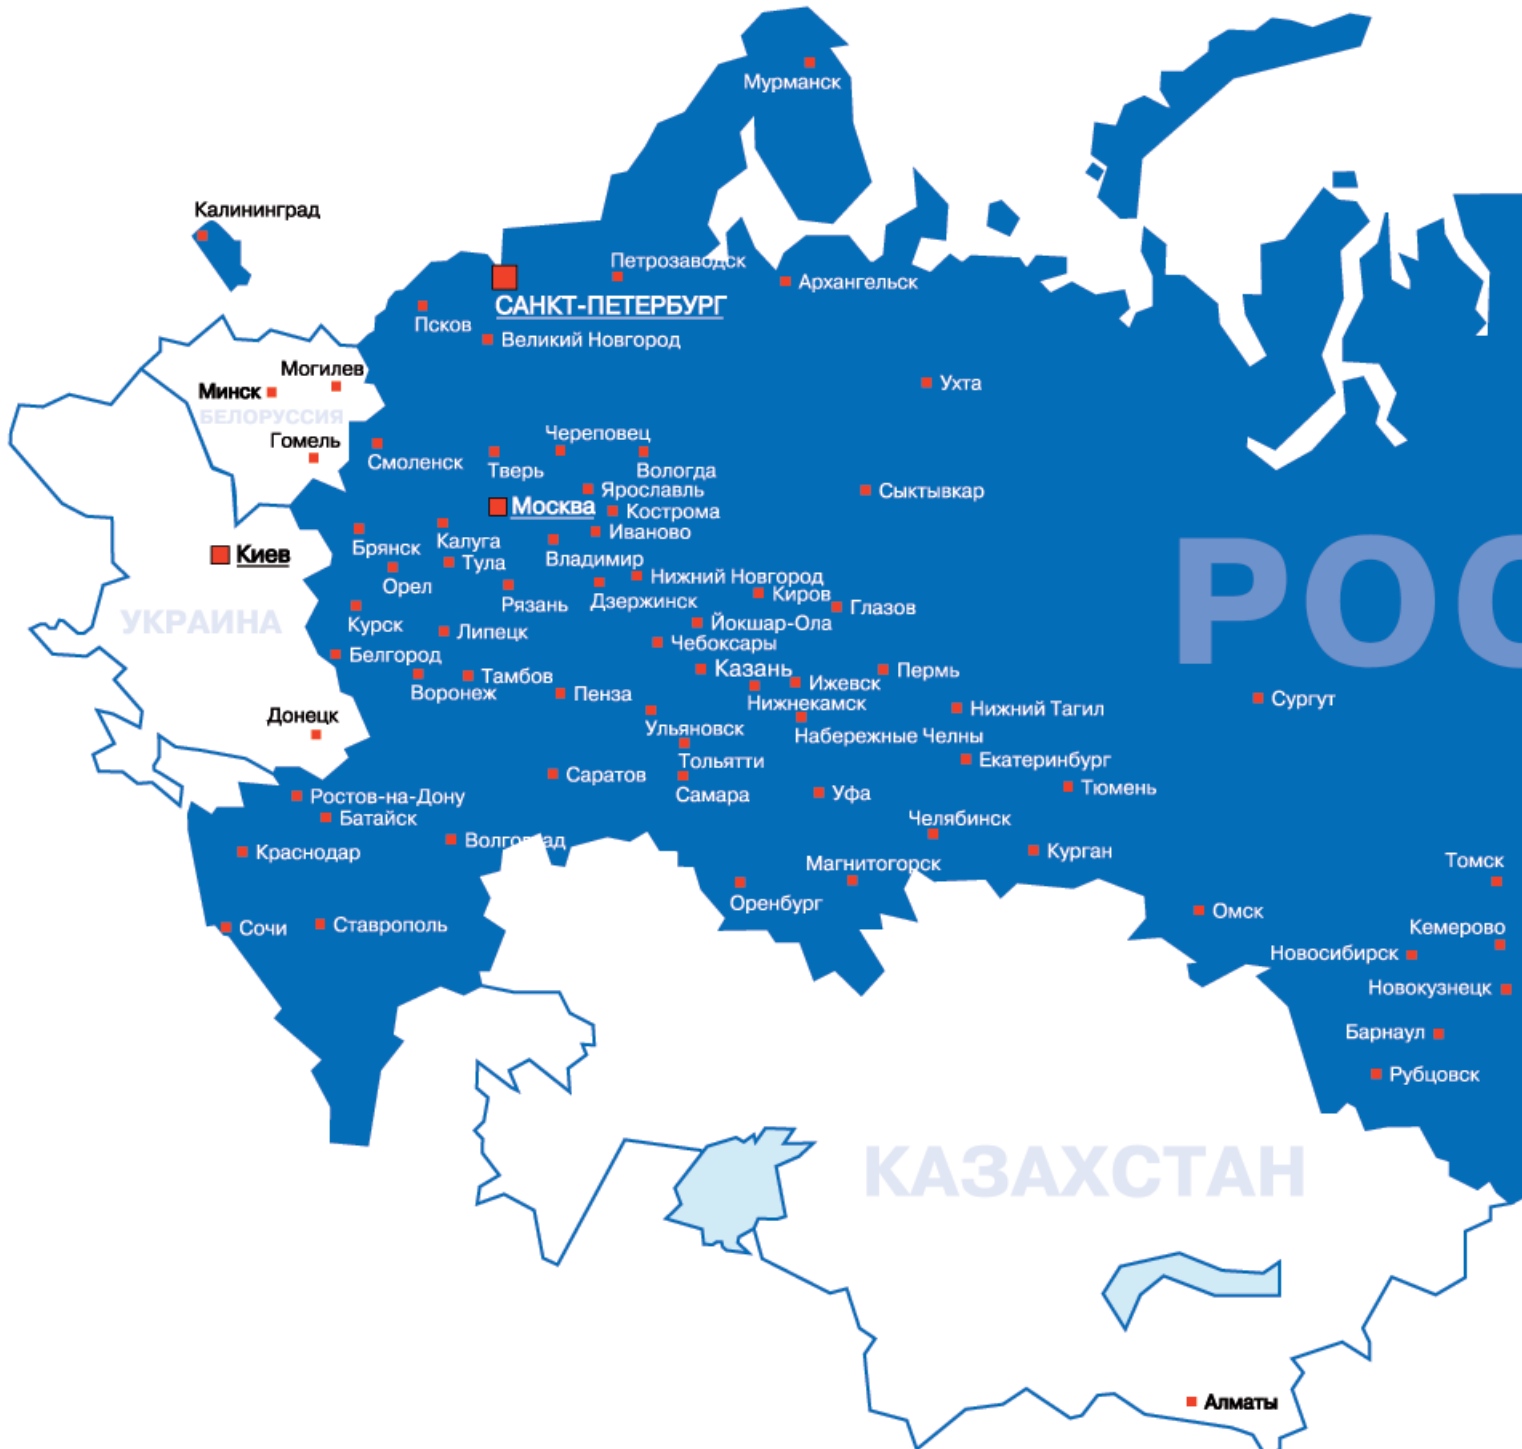 Мурманск
Калининград
Петрозаводск
Архангельск
САНКТ-ПЕТЕРБУРГ
Псков
Великий Новгород
Могилев
Ухта
Минск
БЕЛОРУССИЯ
Гомель
Череповец
Смоленск
Тверь
Вологда
Ярославль
Сыктывкар
Москва
Кострома
Иваново
Калуга
Брянск
Киев
Владимир
Тула
Нижний Новгород
Орел
Киров
Рязань
Дзержинск
Глазов
УКРАИНА
Курск
Йокшар-Ола
Липецк
Чебоксары
РОС
Белгород
Казань
Пермь
Тамбов
Ижевск
Воронеж
Пенза
Нижнекамск
Сургут
Нижний Тагил
Донецк
Ульяновск
Набережные Челны
Тольятти
Екатеринбург
Саратов
Тюмень
Самара
Уфа
Ростов-на-Дону
Батайск
Челябинск
Волгоград
Краснодар
Курган
Магнитогорск
Томск
Оренбург
Омск
Сочи
Ставрополь
Кемерово
Новосибирск
Новокузнецк
Барнаул
Рубцовск
КАЗАХСТАН
Алматы